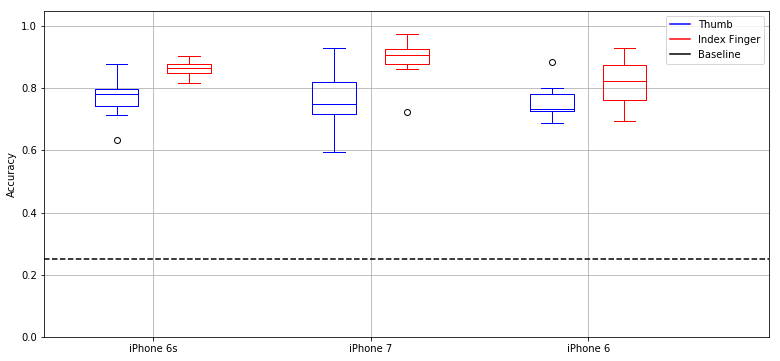 1.0
0.8
0.6
0.4
0.2
0.0
Accuracy
Thumb
Index Finger
Baseline
iPhone 6s
iPhone 7
iPhone 6